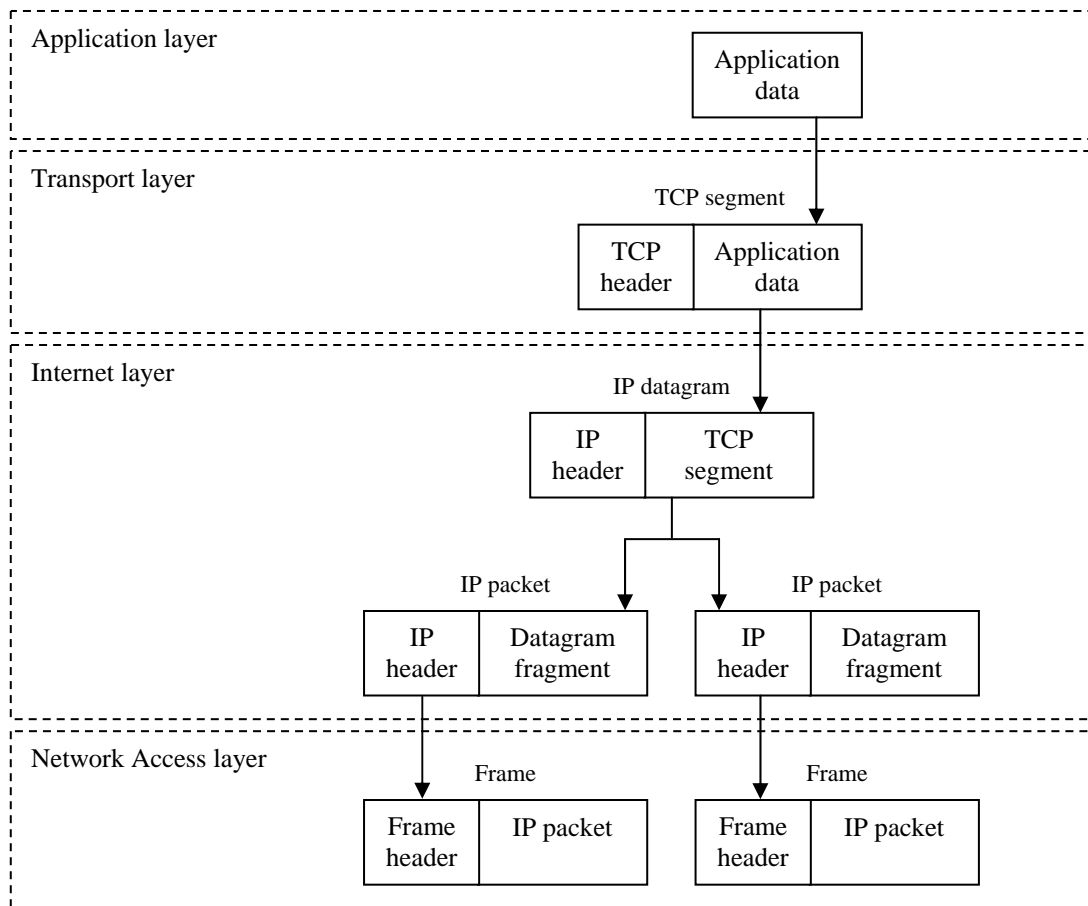 Application layer
Application
data
Transport layer
TCP segment
TCP
header
Application
data
Internet layer
IP datagram
IP
header
TCP
segment
IP packet
IP
header
Datagram
fragment
IP packet
IP
header
Datagram
fragment
Network Access layer
Frame
Frame
header
IP packet
Frame
Frame
header
IP packet